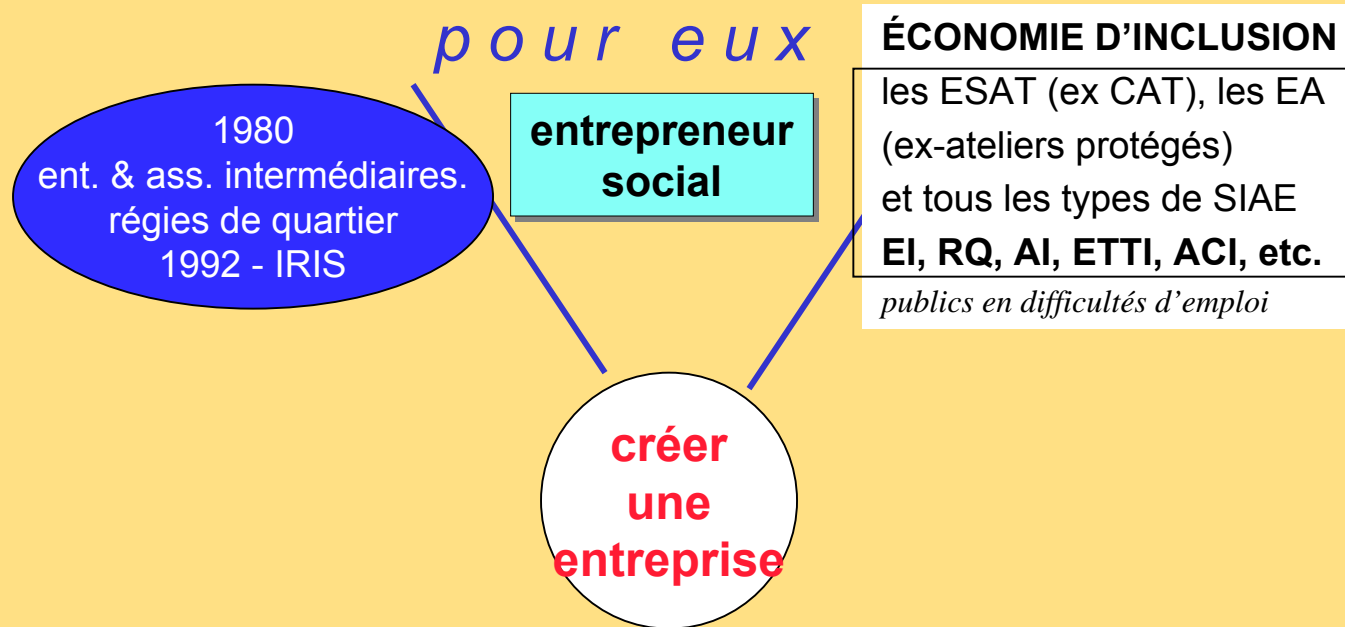 pour eux
1980
ent. & ass. intermédiaires.
régies de quartier
1992 - IRIS
entrepreneur
social
ÉCONOMIE D’INCLUSION
les ESAT (ex CAT), les EA
(ex-ateliers protégés)
et tous les types de SIAE
EI, RQ, AI, ETTI, ACI, etc.
publics en difficultés d’emploi
créer
une
entreprise